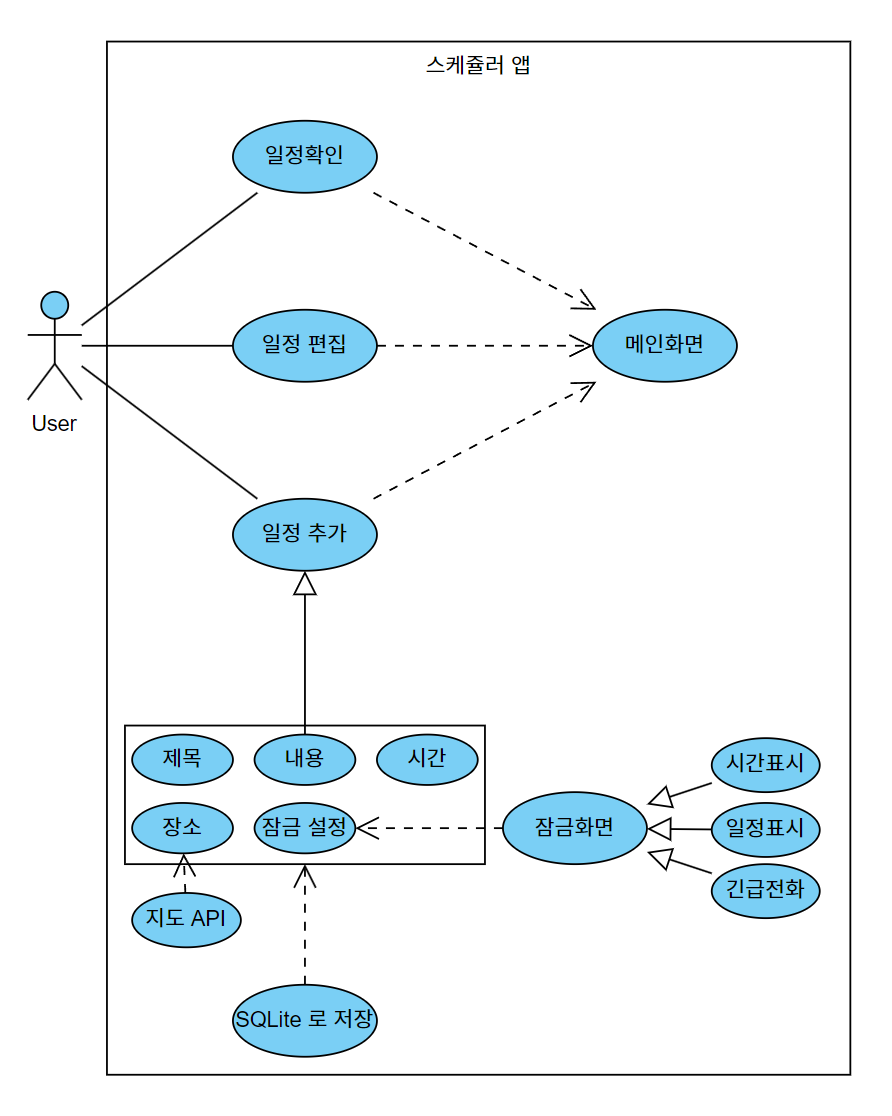 스케쥴러 앱
일정확인
일정 편집
메인화면
User
일정 추가
제목
내용
시간
장소
잠금 설정
잠금화면
시간표시
일정표시
긴급전화
지도 API
SQLite 로 저장